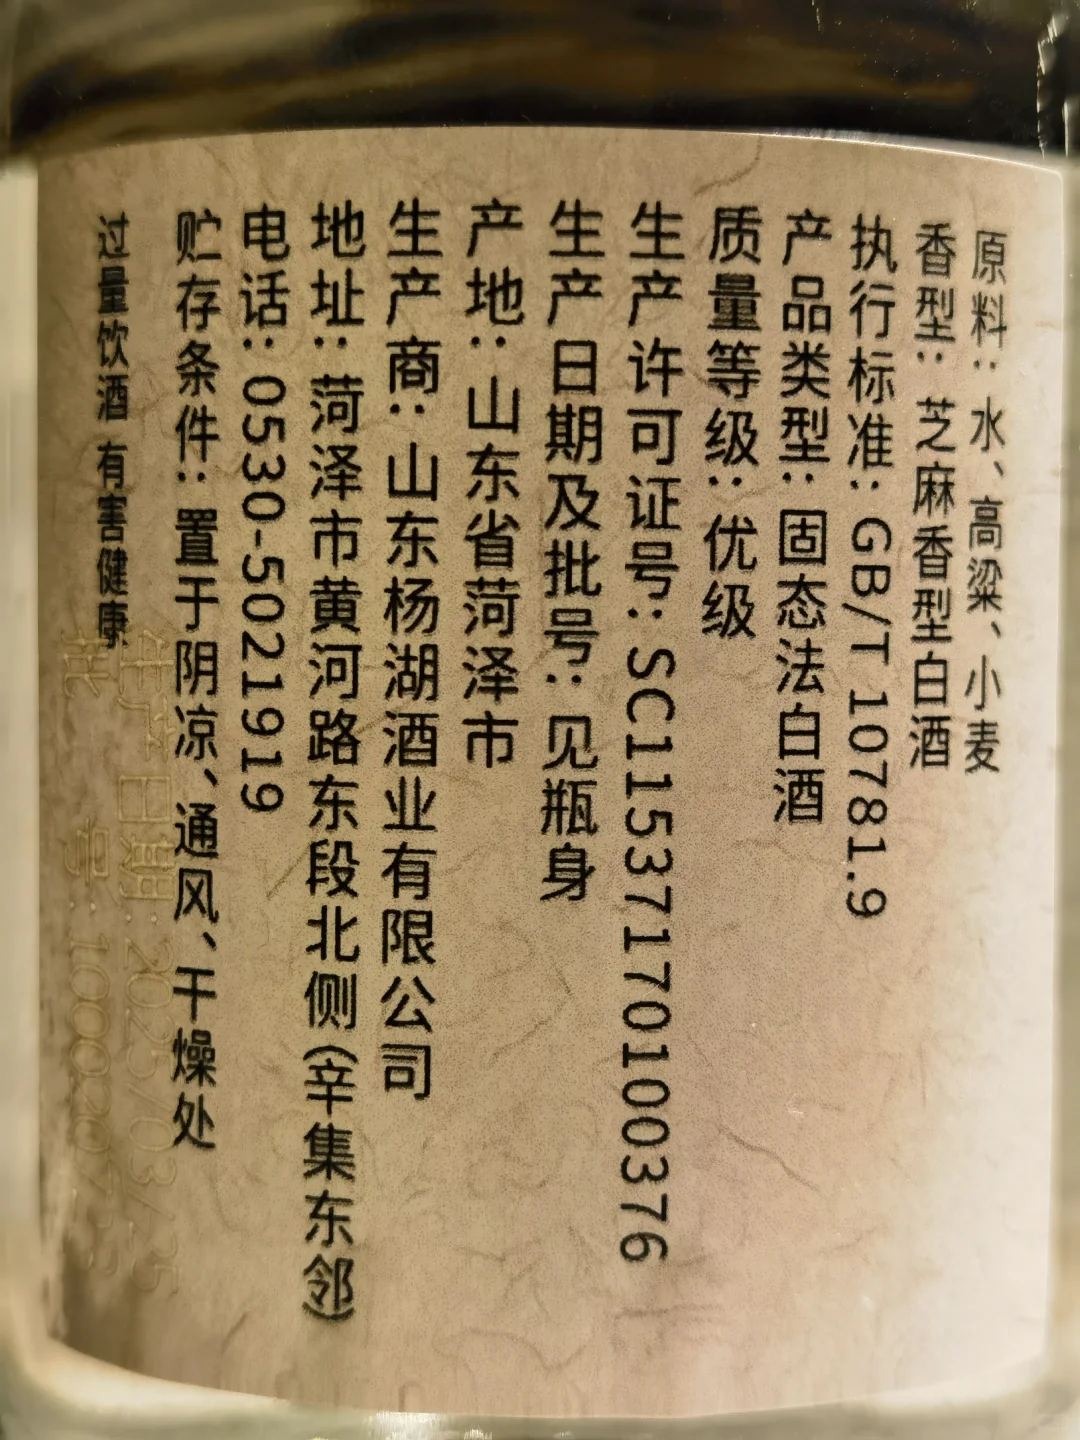 原料：水、高粱、小麦
香型：芝麻香型白酒
执行标准：GB/T 10781.9
产品类型：固态法白酒
质量等级：优级
生产许可证号：SC11537170100376
生产日期及批号：见瓶身
产地：山东省菏泽市
生产商：山东杨湖酒业有限公司
地址：菏泽市黄河路东段北侧(辛集东邻)
电话：0530-5021919
贮存条件：置于阴凉、通风、干燥处
过量饮酒 有害健康
生产日期:
批 号: